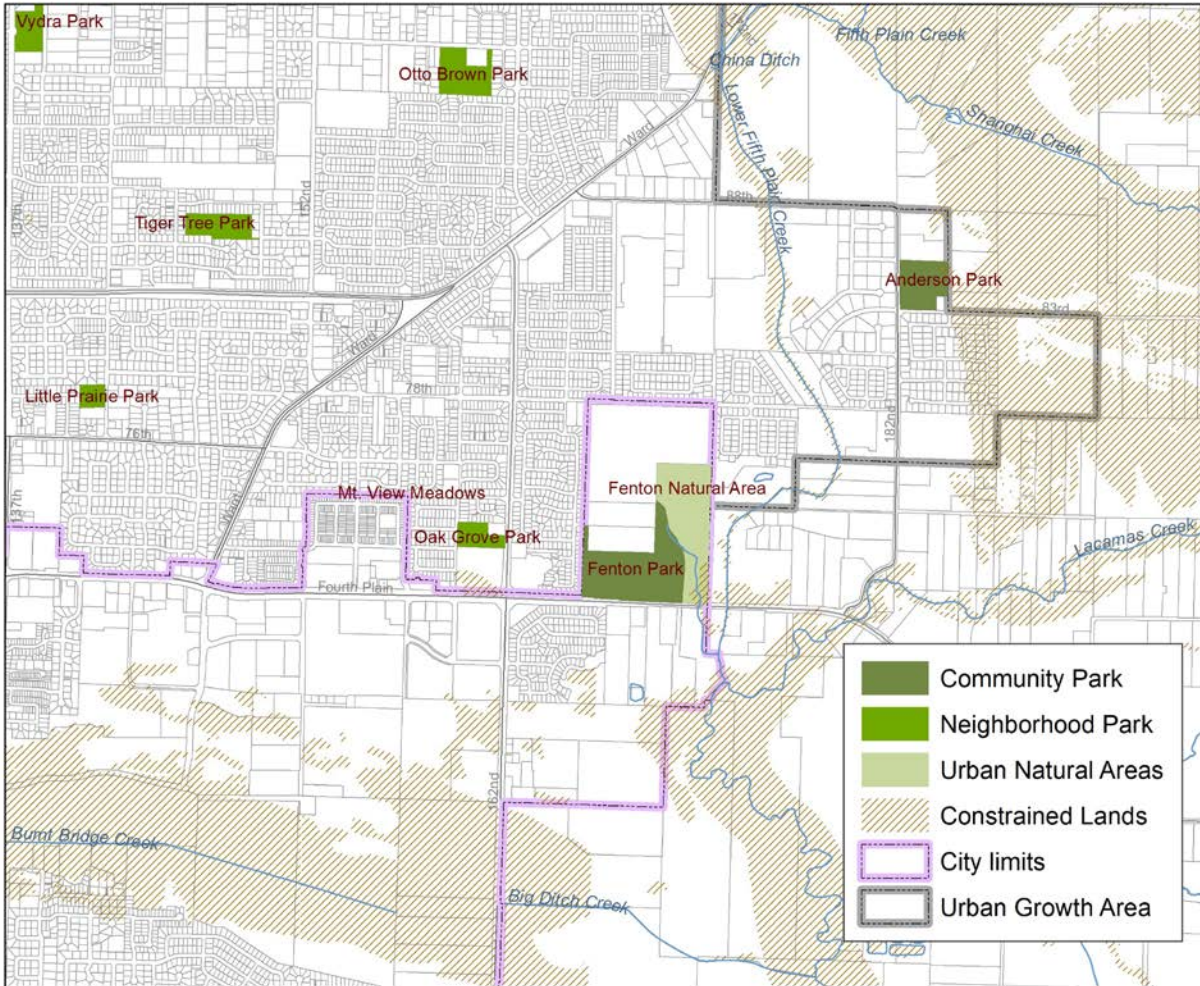 Vydra Park
Otto Brown Park
Fifth Plain Creek
China Ditch
Ward
Lower Fifth Plain Creek
Shanghai Creek
88th
137th
Tiger Tree Park
152nd
Anderson Park
83rd
Ward
78th
Little Prairie Park
76th
182nd
Mt. View Meadows
Fenton Natural Area
137th
Ward
Oak Grove Park
Lacamas Creek
Fenton Park
Fourth Plain
162nd
Burnt Bridge Creek
Big Ditch Creek
Community Park
Neighborhood Park
Urban Natural Areas
Constrained Lands
City limits
Urban Growth Area